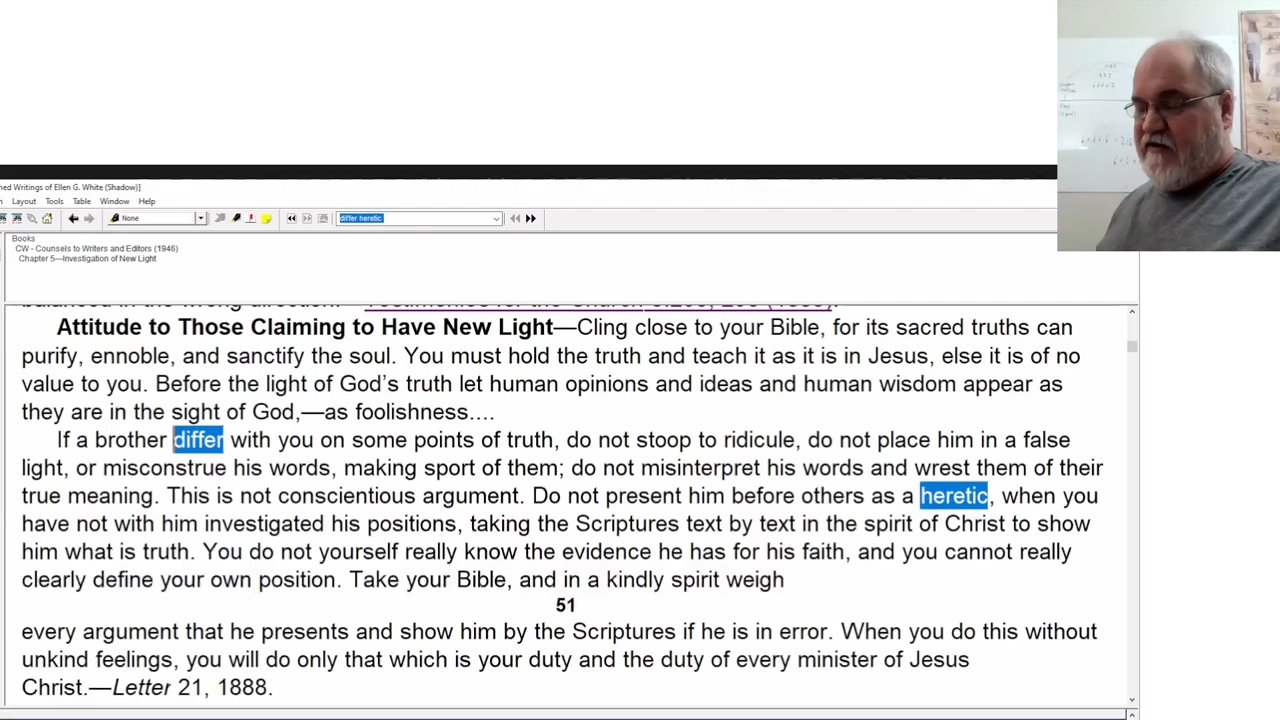 ned Writings of Ellen G. White (Shadow)]
Layout Tools Table Window Help
None differ heretic
Books
CW - Counsels to Writers and Editors (1946)
Chapter 5—Investigation of New Light
Attitude to Those Claiming to Have New Light—Cling close to your Bible, for its sacred truths can
purify, ennoble, and sanctify the soul. You must hold the truth and teach it as it is in Jesus, else it is of no
value to you. Before the light of God's truth let human opinions and ideas and human wisdom appear as
they are in the sight of God,—as foolishness....
If a brother differ with you on some points of truth, do not stoop to ridicule, do not place him in a false
light, or misconstrue his words, making sport of them; do not misinterpret his words and wrest them of their
true meaning. This is not conscientious argument. Do not present him before others as a heretic, when you
have not with him investigated his positions, taking the Scriptures text by text in the spirit of Christ to show
him what is truth. You do not yourself really know the evidence he has for his faith, and you cannot really
clearly define your own position. Take your Bible, and in a kindly spirit weigh
51
every argument that he presents and show him by the Scriptures if he is in error. When you do this without
unkind feelings, you will do only that which is your duty and the duty of every minister of Jesus
Christ.—Letter 21, 1888.